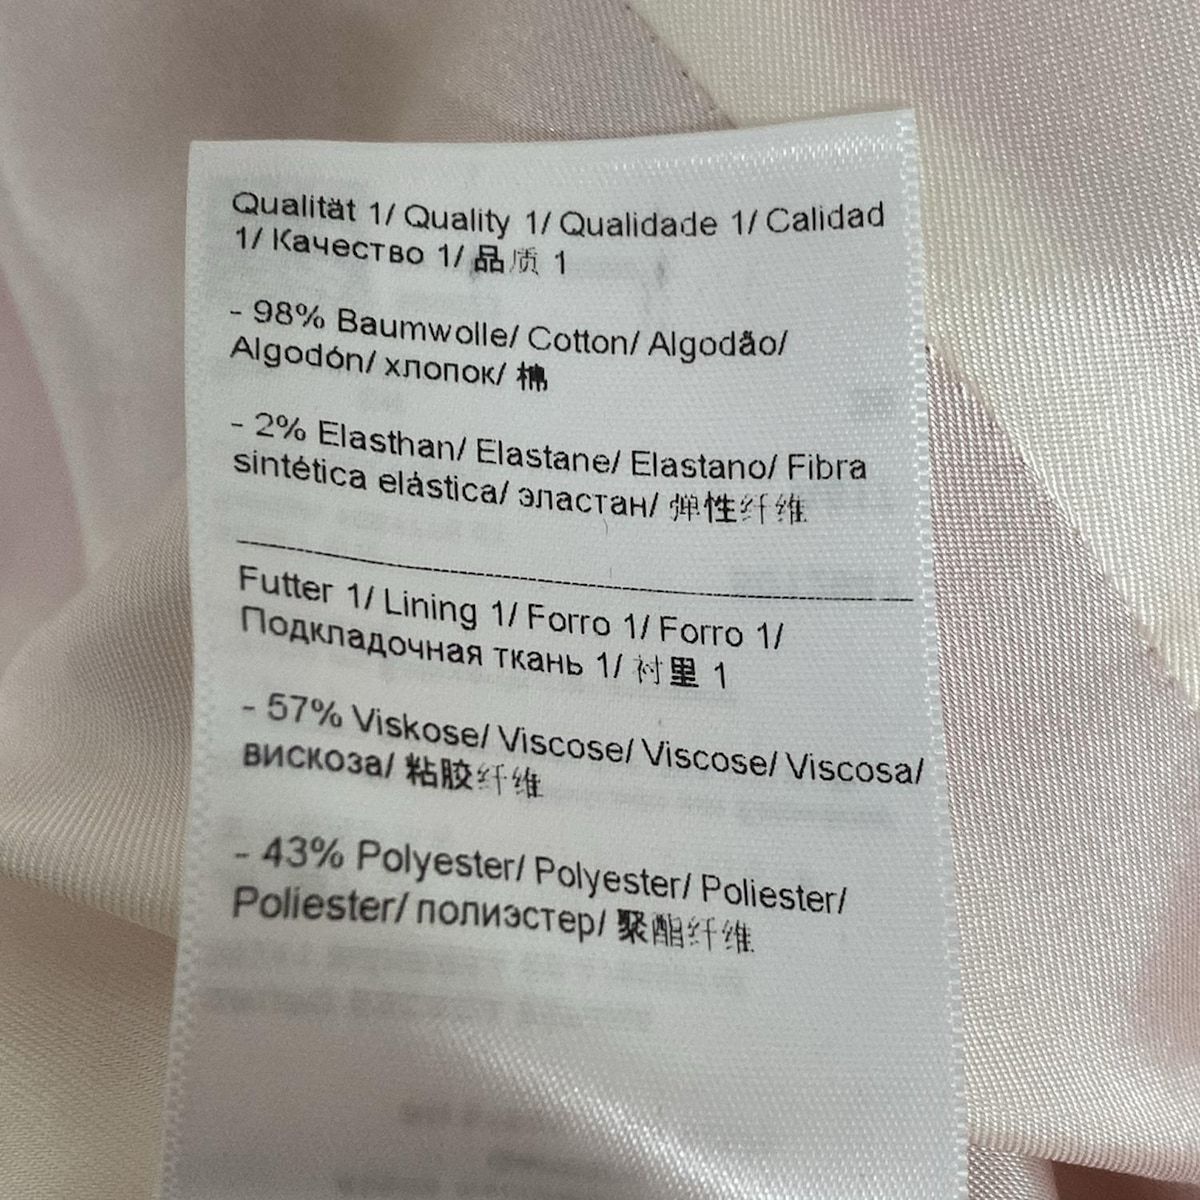 Qualität 1/ Quality 1/ Qualidade 1/ Calidad
1/ Качество 1/ 品质 1
- 98% Baumwolle/ Cotton/ Algodão/
Algodón/ хлопок/ 棉
- 2% Elasthan/ Elastane/ Elastano/ Fibra
sintética elástica/ эластан/ 弹性纤维
Futter 1/ Lining 1/ Forro 1/ Forro 1/
Подкладочная ткань 1/ 衬里 1
- 57% Viskose/ Viscose/ Viscose/ Viscosa/
вискоза/ 粘胶纤维
- 43% Polyester/ Polyester/ Poliester/
Poliester/ полиэстер/ 聚酯纤维